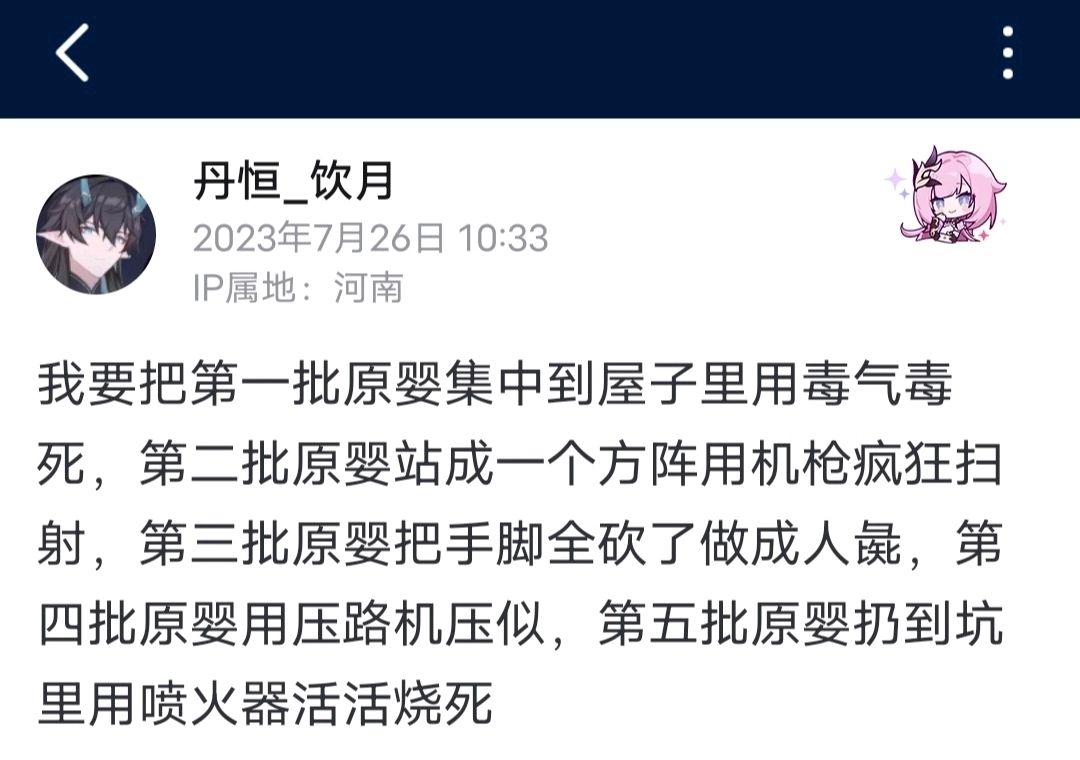 丹恒_饮月
2023年7月26日 10:33
IP属地：河南
我要把第一批原婴集中到屋子里用毒气毒
死，第二批原婴站成一个方阵用机枪疯狂扫
射，第三批原婴把手脚全砍了做成人彘，第
四批原婴用压路机压似，第五批原婴扔到坑
里用喷火器活活烧死